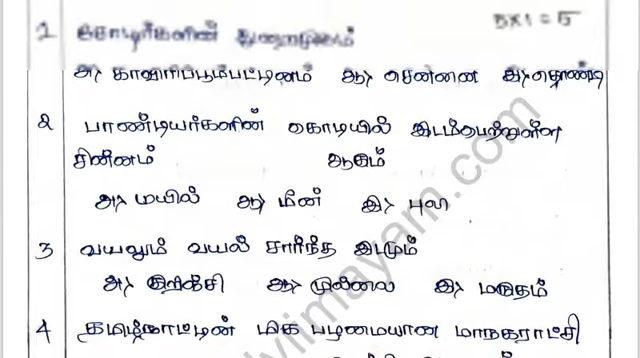 1 சோழர்களின் துறைமுகம் 5x1=5
அ) காவிரிப்பூம்பட்டினம் ஆ) சென்னை இ) தொண்டி
2 பாண்டியர்களின் கொடியில் இடம்பெற்றுள்ள
சின்னம் ஆகும்
அ) மயில் ஆ) மீன் இ) புலி
3 வயலும் வயல் சார்ந்த இடமும்
அ) குறிஞ்சி ஆ) முல்லை இ) மருதம்
4 தமிழ்நாட்டின் மிக பழமையான மாநகராட்சி